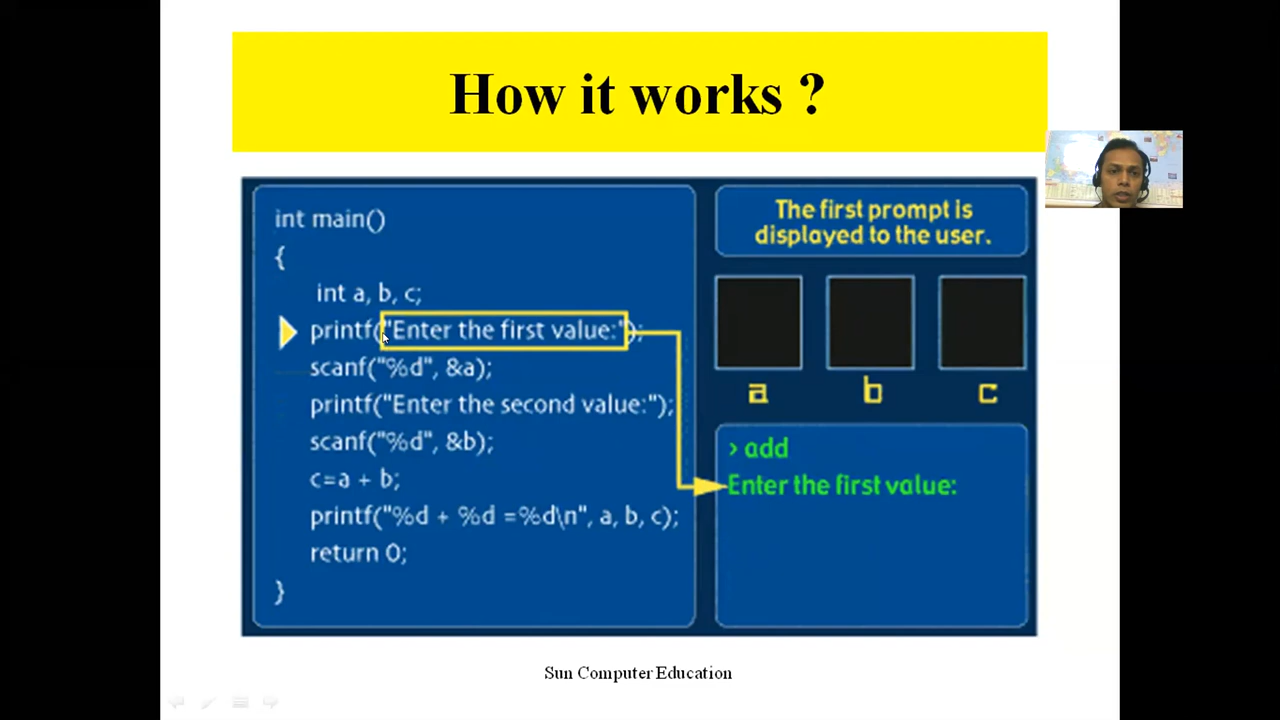 How it works ?
int main()
{
int a, b, c;
printf("Enter the first value:");
scanf("%d", &a);
printf("Enter the second value:");
scanf("%d", &b);
c=a + b;
printf("%d + %d =%d\n", a, b, c);
return 0;
}
The first prompt is
displayed to the user.
a b c
> add
Enter the first value:
Sun Computer Education